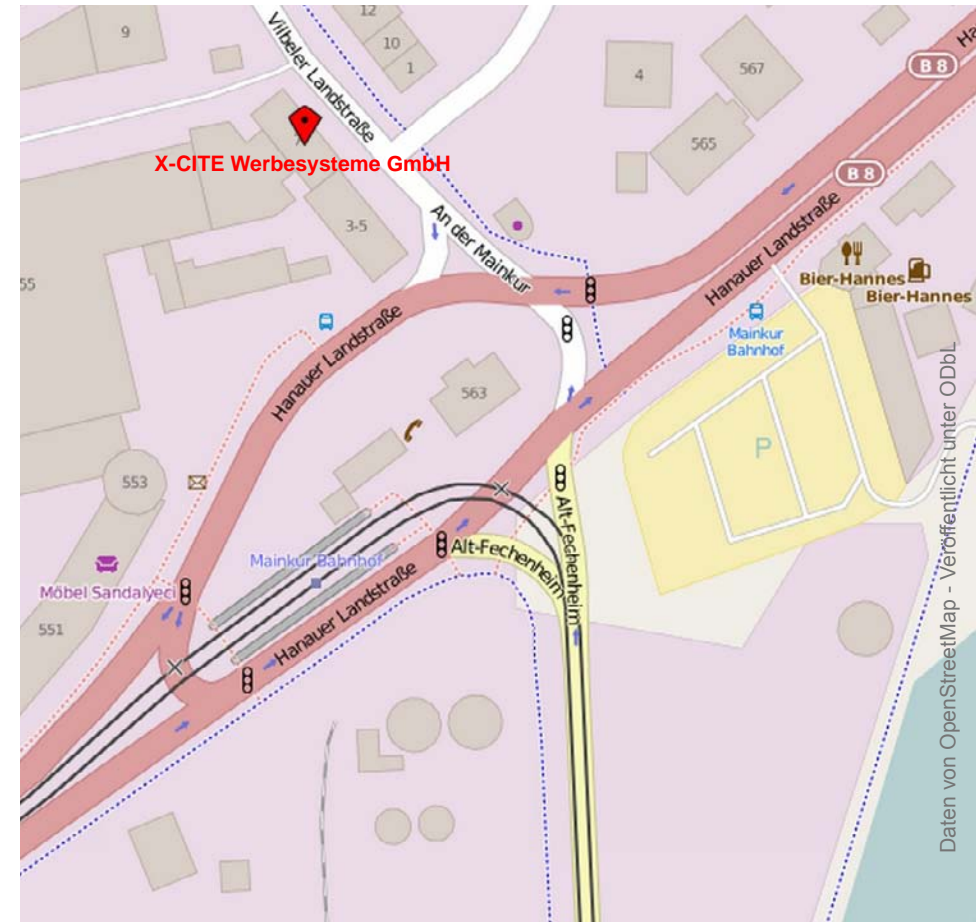 12
9
10
1
Vilbeler Landstraße
4
567
Ha
B 8
X-CITE Werbesysteme GmbH
565
B 8
3-5
An der Mainkur
Hanauer Landstraße
55
Bier-Hannes
Bier-Hannes
Hanauer Landstraße
Mainkur
Bahnhof
563
P
553
Alt-Fechenheim
Alt-Fechenheim
Mainkur Bahnhof
Möbel Sandalyeci
551
Hanauer Landstraße
Daten von OpenStreetMap - Veröffentlicht unter ODbL